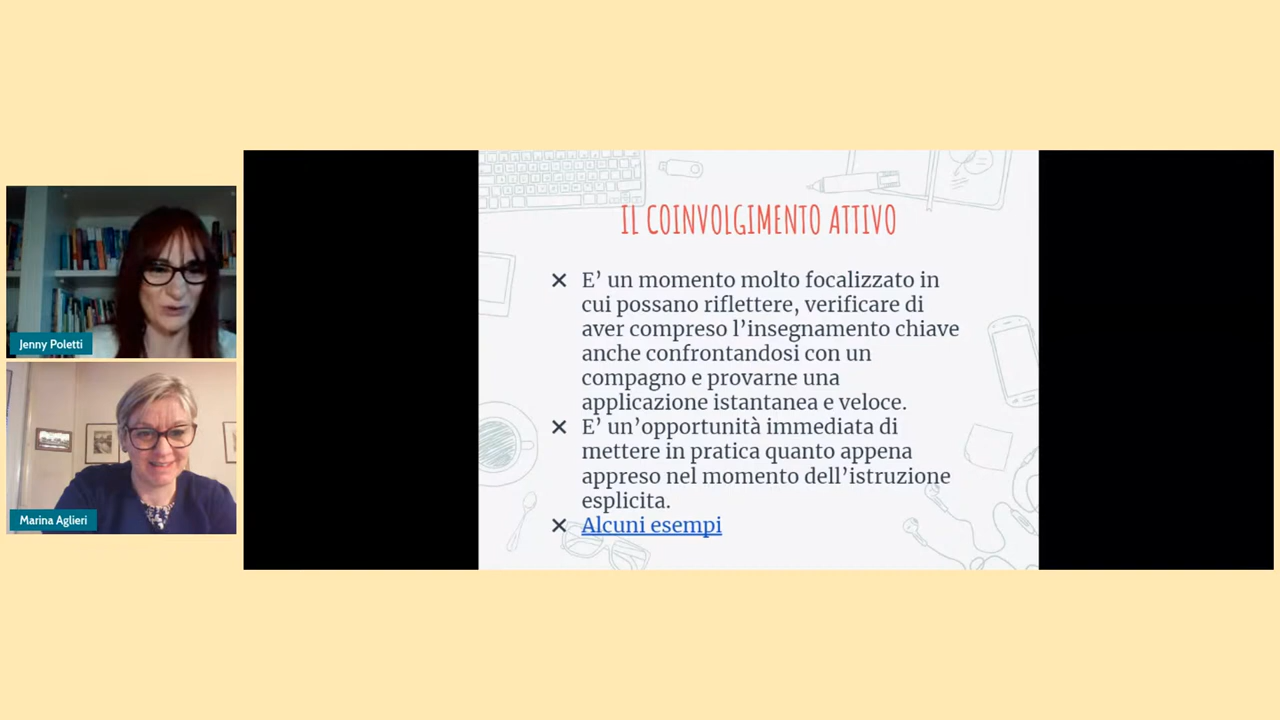 Jenny Poletti
Marina Aglieri
IL COINVOLGIMENTO ATTIVO
E’ un momento molto focalizzato in
cui possano riflettere, verificare di
aver compreso l’insegnamento chiave
anche confrontandosi con un
compagno e provarne una
applicazione istantanea e veloce.
E’ un’opportunità immediata di
mettere in pratica quanto appena
appreso nel momento dell’istruzione
esplicita.
Alcuni esempi